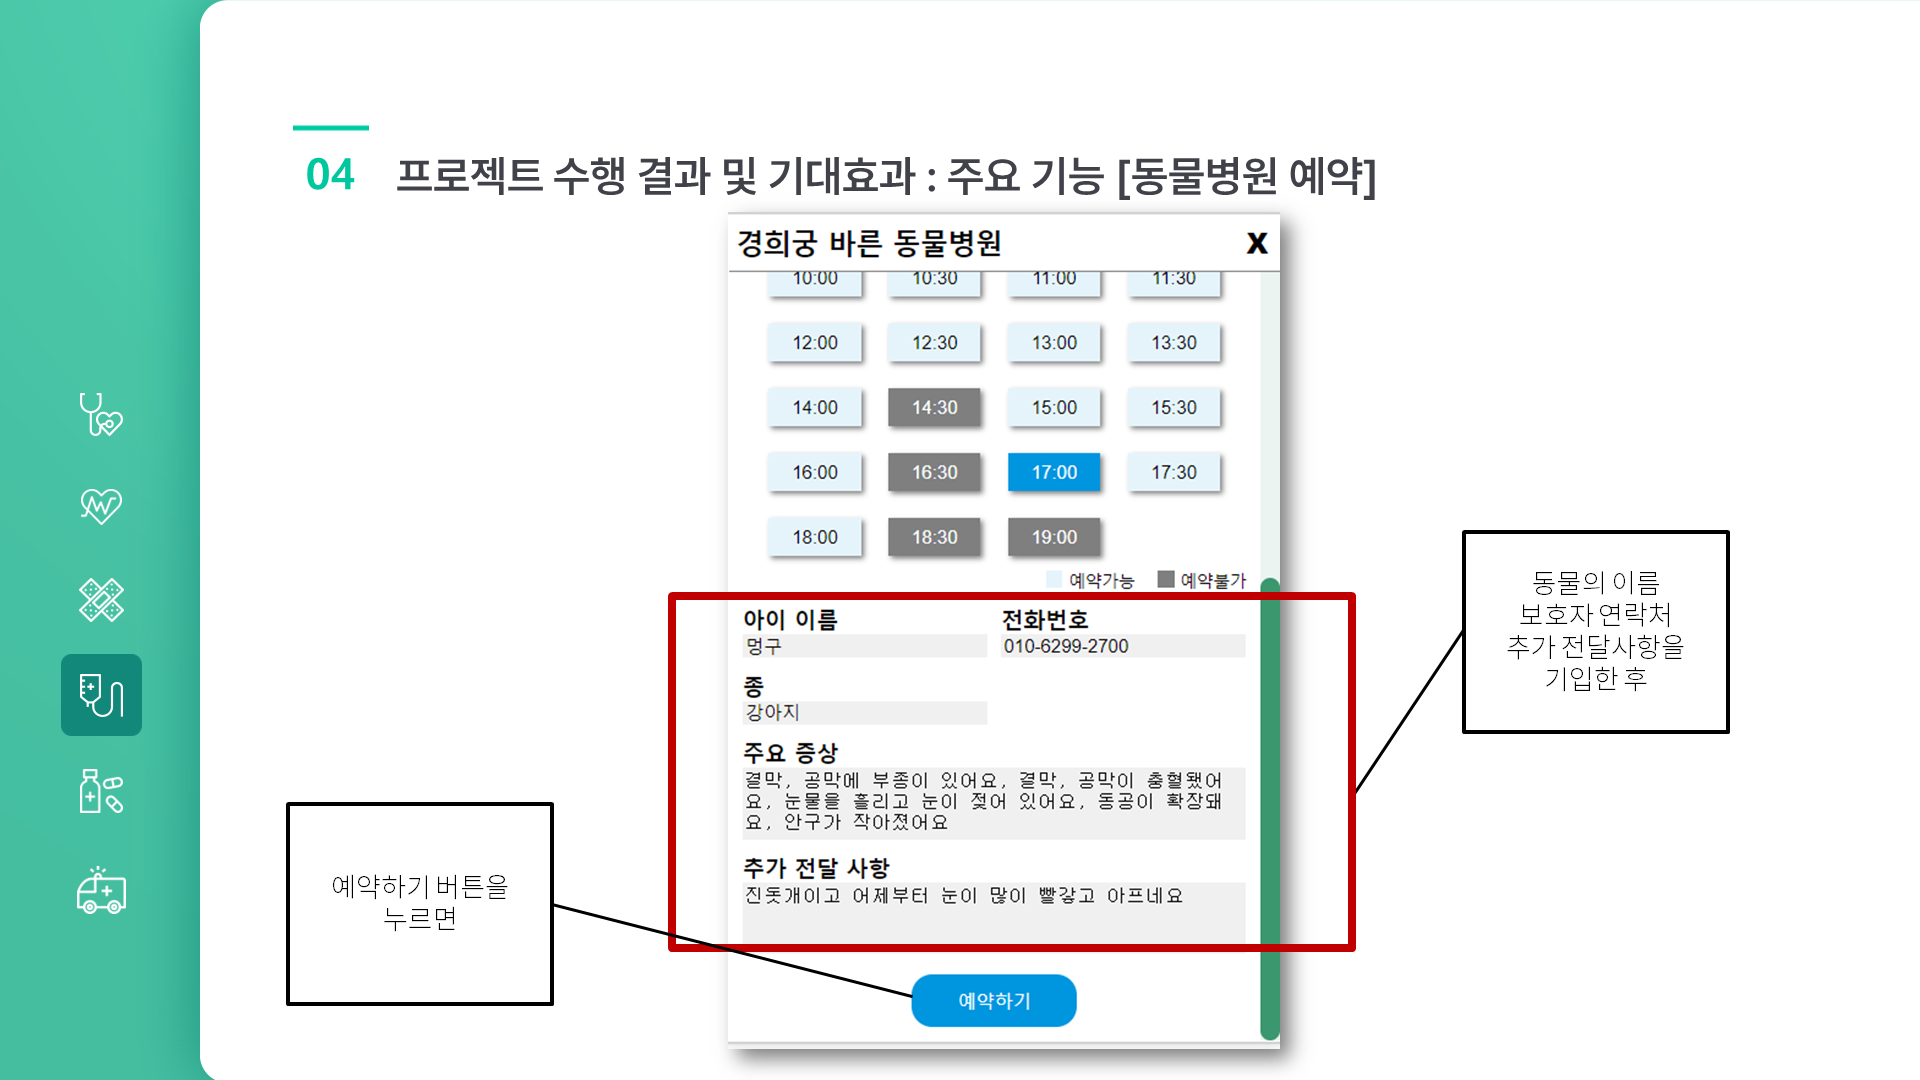 04 프로젝트 수행 결과 및 기대효과 : 주요 기능 [동물병원 예약]
경희궁 바른 동물병원 X
10:00 10:30 11:00 11:30
12:00 12:30 13:00 13:30
14:00 14:30 15:00 15:30
16:00 16:30 17:00 17:30
18:00 18:30 19:00
예약가능 예약불가
아이 이름 전화번호
멍구 010-6299-2700
종
강아지
주요 증상
결막, 공막에 부종이 있어요, 결막, 공막이 충혈됐어
요, 눈물을 흘리고 눈이 젖어 있어요, 동공이 확장돼
요, 안구가 작아졌어요
추가 전달 사항
진돗개이고 어제부터 눈이 많이 빨갛고 아프네요
예약하기
동물의 이름
보호자 연락처
추가 전달사항을
기입한 후
예약하기 버튼을
누르면